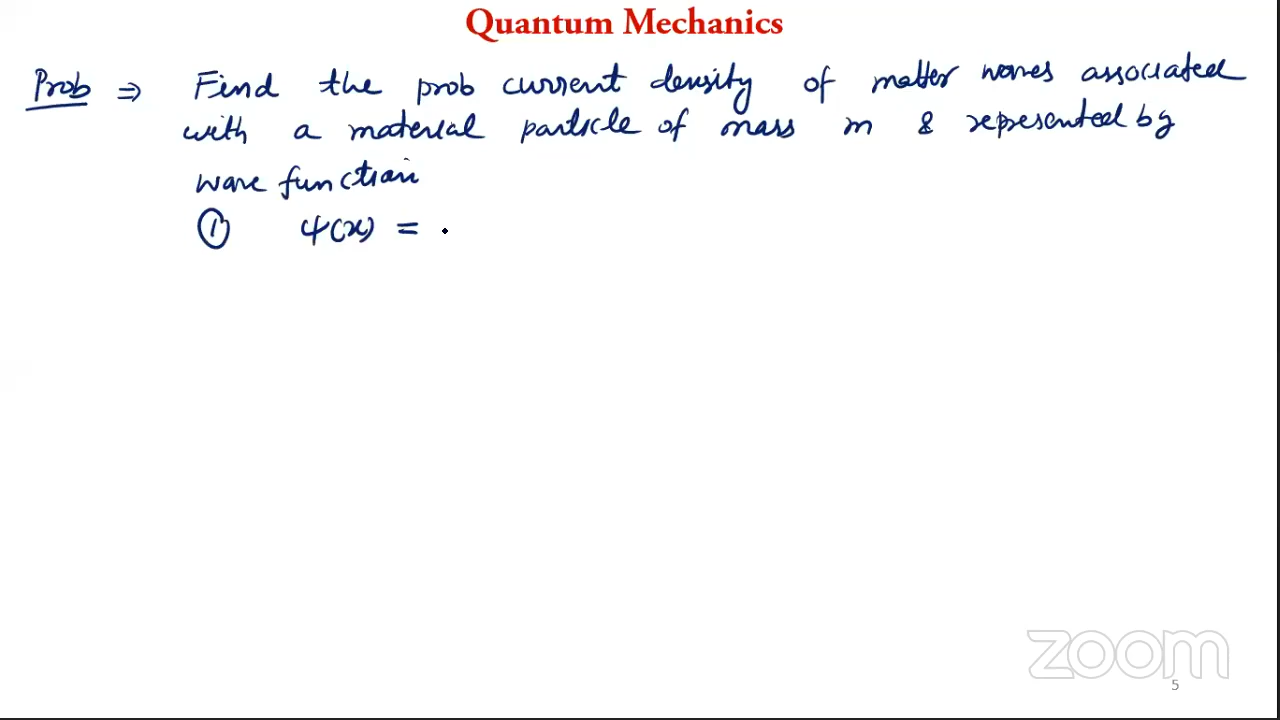 Quantum Mechanics
Prob ⇒ Find the prob current density of matter waves associated
with a material particle of mass m & represented by
wave function
① ψ(x) =
zoom
5